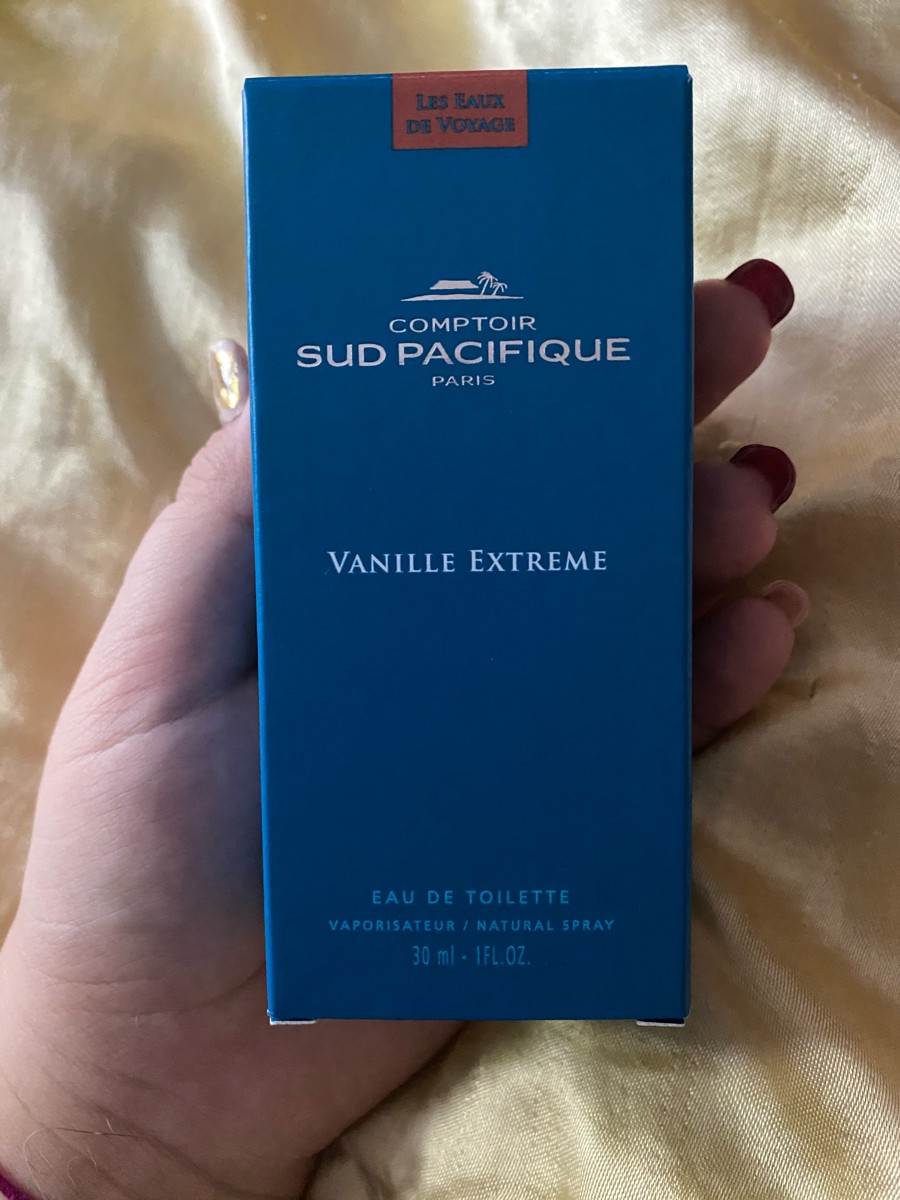 LES EAUX
DE VOYAGE
COMPTOIR
SUD PACIFIQUE
PARIS
VANILLE EXTREME
EAU DE TOILETTE
VAPORISATEUR / NATURAL SPRAY
30 ml - 1FL.OZ.